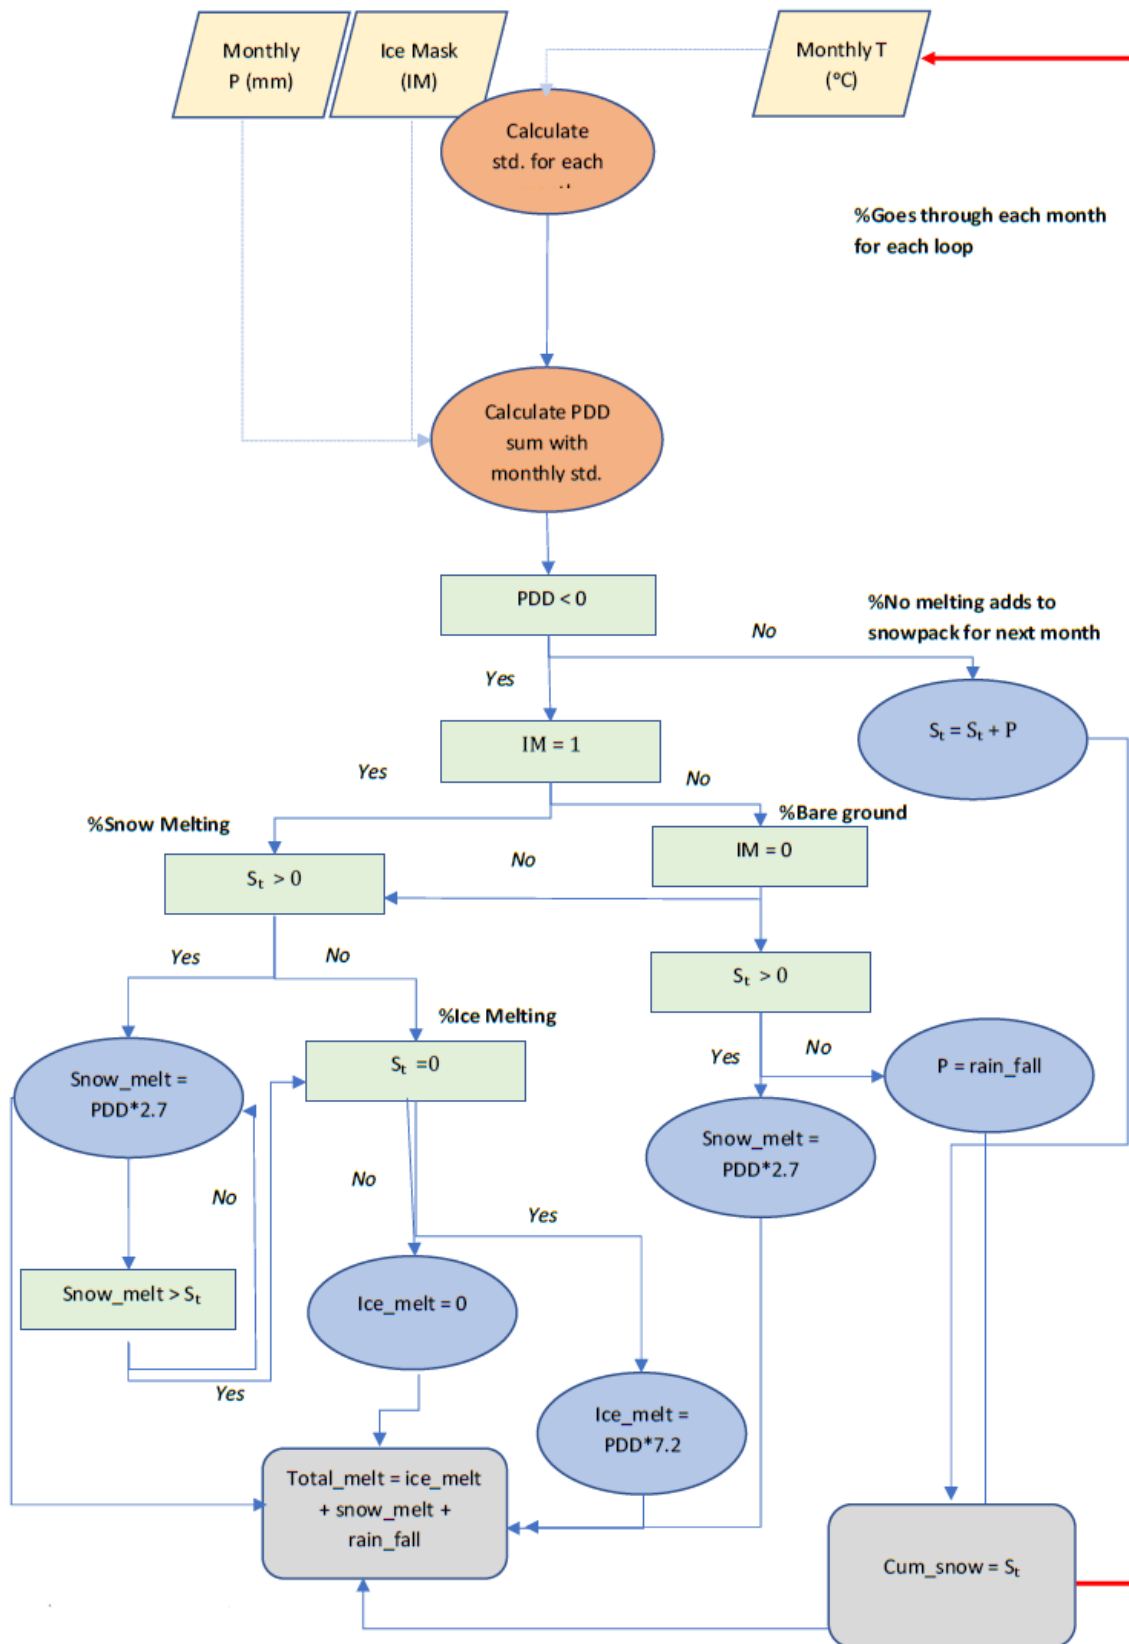 Monthly
P (mm)
Ice Mask
(IM)
Monthly T
(°C)
Calculate
std. for each
%Goes through each month
for each loop
Calculate PDD
sum with
monthly std.
PDD < 0
%No melting adds to
snowpack for next month
No
Yes
Sₜ = Sₜ + P
IM = 1
Yes
No
%Snow Melting
%Bare ground
IM = 0
No
Sₜ > 0
Yes
No
Sₜ > 0
%Ice Melting
Sₜ =0
Yes
No
P = rain_fall
Snow_melt =
PDD*2.7
Snow_melt =
PDD*2.7
No
No
Yes
Snow_melt > Sₜ
Ice_melt = 0
Yes
Ice_melt =
PDD*7.2
Total_melt = ice_melt
+ snow_melt +
rain_fall
Cum_snow = Sₜ